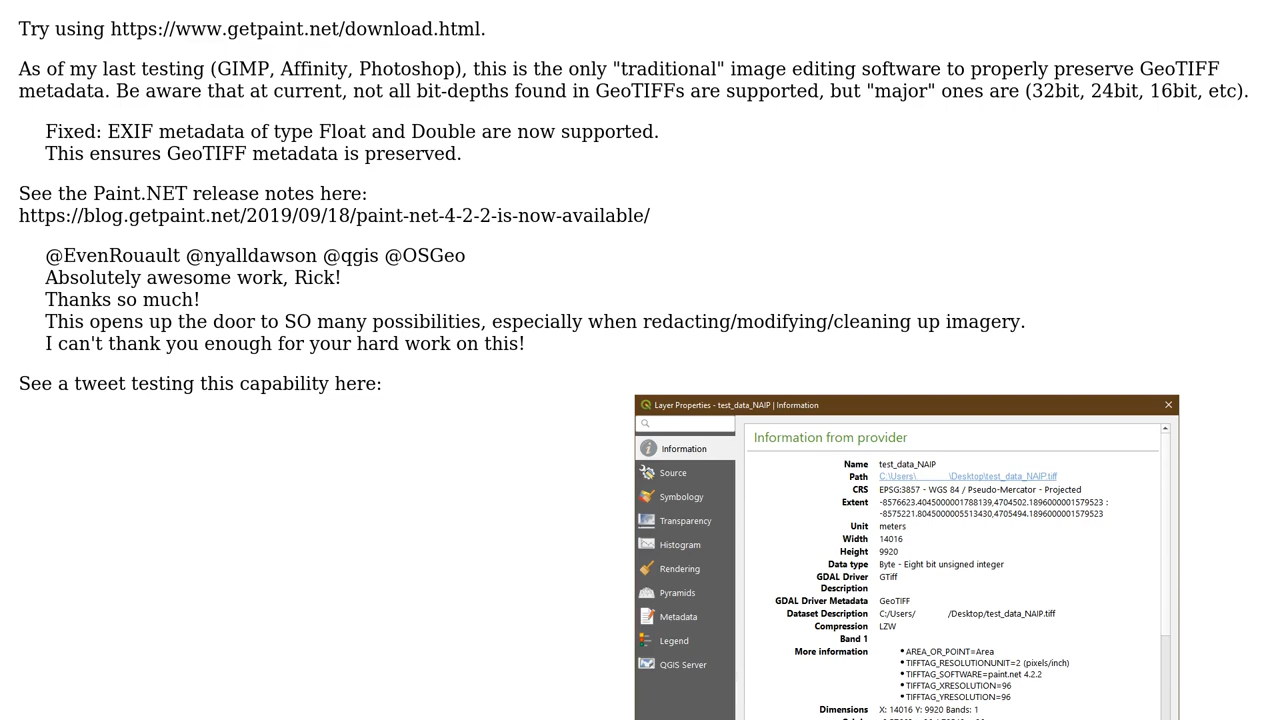 Try using https://www.getpaint.net/download.html.
As of my last testing (GIMP, Affinity, Photoshop), this is the only "traditional" image editing software to properly preserve GeoTIFF
metadata. Be aware that at current, not all bit-depths found in GeoTIFFs are supported, but "major" ones are (32bit, 24bit, 16bit, etc).
Fixed: EXIF metadata of type Float and Double are now supported.
This ensures GeoTIFF metadata is preserved.
See the Paint.NET release notes here:
https://blog.getpaint.net/2019/09/18/paint-net-4-2-2-is-now-available/
@EvenRouault @nyalldawson @qgis @OSGeo
Absolutely awesome work, Rick!
Thanks so much!
This opens up the door to SO many possibilities, especially when redacting/modifying/cleaning up imagery.
I can't thank you enough for your hard work on this!
See a tweet testing this capability here:
Layer Properties - test_data_NAIP | Information
Information
Source
Symbology
Transparency
Histogram
Rendering
Pyramids
Metadata
Legend
QGIS Server
Information from provider
Name test_data_NAIP
Path C:\Users\ \Desktop\test_data_NAIP.tiff
CRS EPSG:3857 - WGS 84 / Pseudo-Mercator - Projected
Extent -8576623.4045000001788139,4704502.1896000001579523 :
-8575221.8045000005513430,4705494.1896000001579523
Unit meters
Width 14016
Height 9920
Data type Byte - Eight bit unsigned integer
GDAL Driver GTiff
Description
GDAL Driver Metadata GeoTIFF
Dataset Description C:/Users/ /Desktop/test_data_NAIP.tiff
Compression LZW
Band 1
More information • AREA_OR_POINT=Area
• TIFFTAG_RESOLUTIONUNIT=2 (pixels/inch)
• TIFFTAG_SOFTWARE=paint.net 4.2.2
• TIFFTAG_XRESOLUTION=96
• TIFFTAG_YRESOLUTION=96
Dimensions X: 14016 Y: 9920 Bands: 1